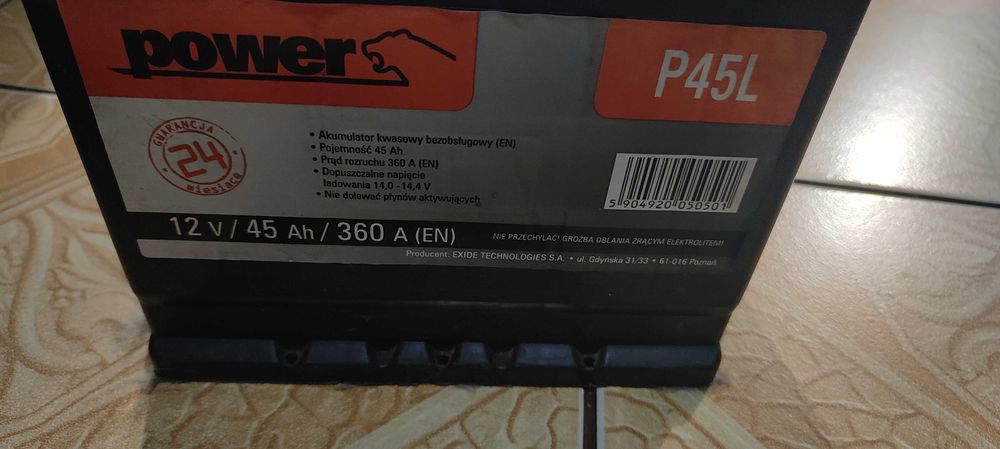 power
P45L
GWARANCJA
24
miesiące
• Akumulator kwasowy bezobsługowy (EN)
• Pojemność 45 Ah
• Prąd rozruchu 360 A (EN)
• Dopuszczalne napięcie
ładowania 14,0 - 14,4 V
• Nie dolewać płynów aktywujących
5 904920 050501
12 V / 45 Ah / 360 A (EN)
NIE PRZECHYLAĆ! GROŹBA OBLANIA ŻRĄCYM ELEKTROLITEM!
Producent: EXIDE TECHNOLOGIES S.A. • ul. Gdyńska 31/33 • 61-016 Poznań